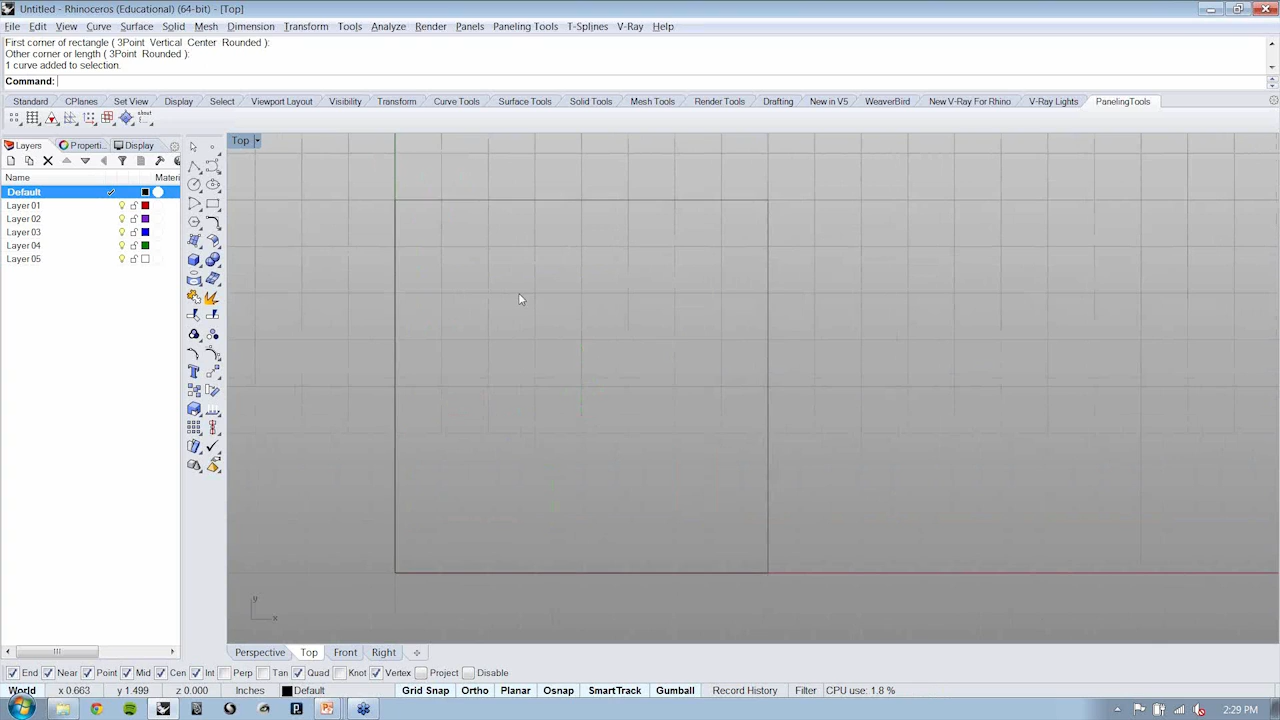 Untitled - Rhinoceros (Educational) (64-bit) - [Top]
File Edit View Curve Surface Solid Mesh Dimension Transform Tools Analyze Render Panels Paneling Tools T-Splines V-Ray Help
First corner of rectangle ( 3Point Vertical Center Rounded ):
Other corner or length ( 3Point Rounded ):
1 curve added to selection.
Command:
Standard CPlanes Set View Display Select Viewport Layout Visibility Transform Curve Tools Surface Tools Solid Tools Mesh Tools Render Tools Drafting New in V5 WeaverBird New V-Ray For Rhino V-Ray Lights PanelingTools
about
Layers Properti... Display
Top
Name Materi
Default
Layer 01
Layer 02
Layer 03
Layer 04
Layer 05
y
x
Perspective Top Front Right
End Near Point Mid Cen Int Perp Tan Quad Knot Vertex Project Disable
World x 0.663 y 1.499 z 0.000 Inches Default Grid Snap Ortho Planar Osnap SmartTrack Gumball Record History Filter CPU use: 1.8 %
2:29 PM